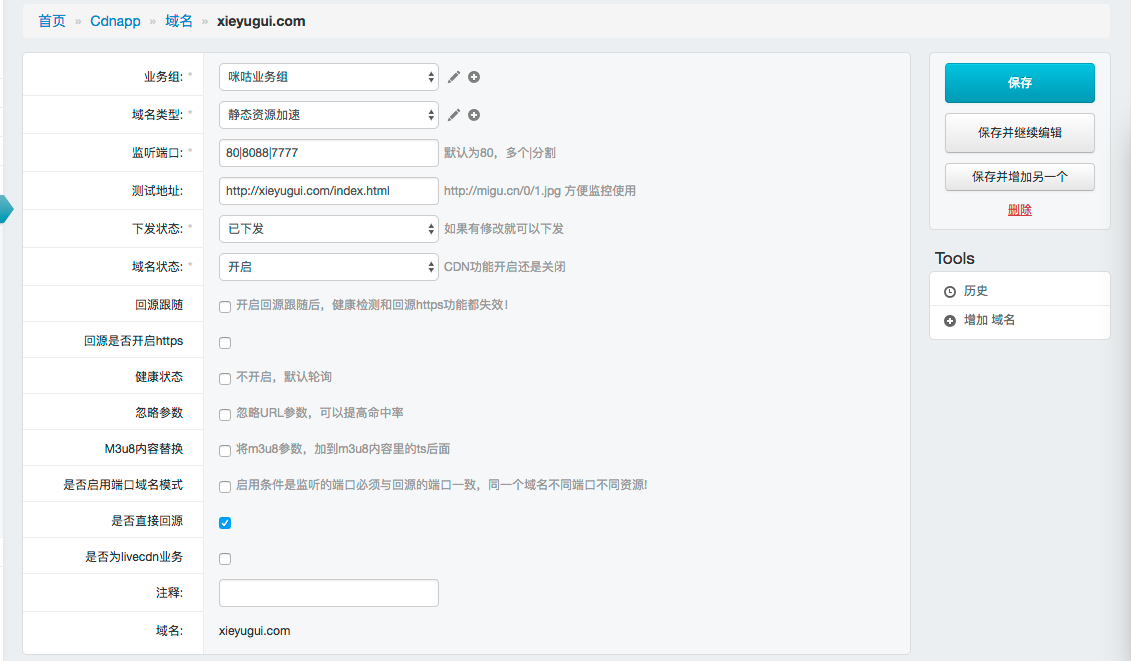 首页 » Cdnapp » 域名 » xieyugui.com
业务组: * 咪咕业务组
域名类型: * 静态资源加速
监听端口: * 80|8088|7777 默认为80，多个|分割
测试地址: http://xieyugui.com/index.html http://migu.cn/0/1.jpg 方便监控使用
下发状态: * 已下发 如果有修改就可以下发
域名状态: * 开启 CDN功能开启还是关闭
回源跟随 开启回源跟随后，健康检测和回源https功能都失效!
回源是否开启https
健康状态 不开启，默认轮询
忽略参数 忽略URL参数，可以提高命中率
M3u8内容替换 将m3u8参数，加到m3u8内容里的ts后面
是否启用端口域名模式 启用条件是监听的端口必须与回源的端口一致，同一个域名不同端口不同资源!
是否直接回源
是否为livecdn业务
注释:
域名: xieyugui.com
保存
保存并继续编辑
保存并增加另一个
删除
Tools
历史
增加 域名